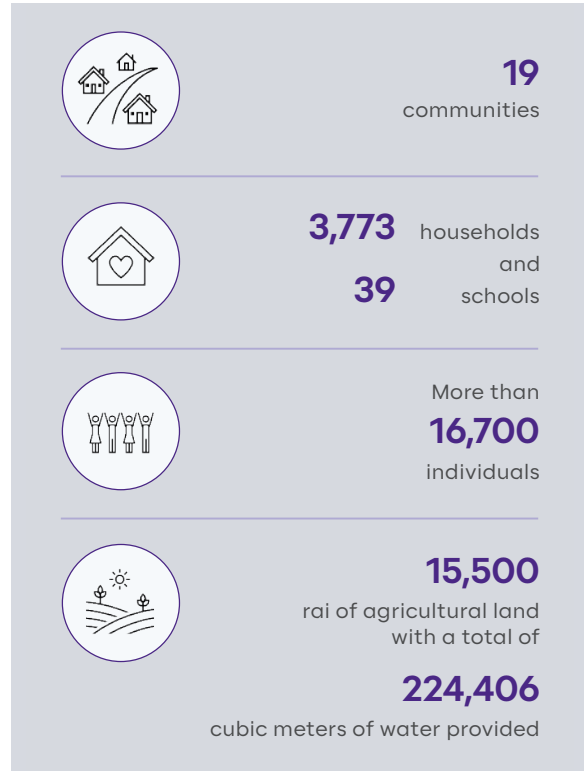 19
communities
3,773 households
and
39 schools
More than
16,700
individuals
15,500
rai of agricultural land
with a total of
224,406
cubic meters of water provided